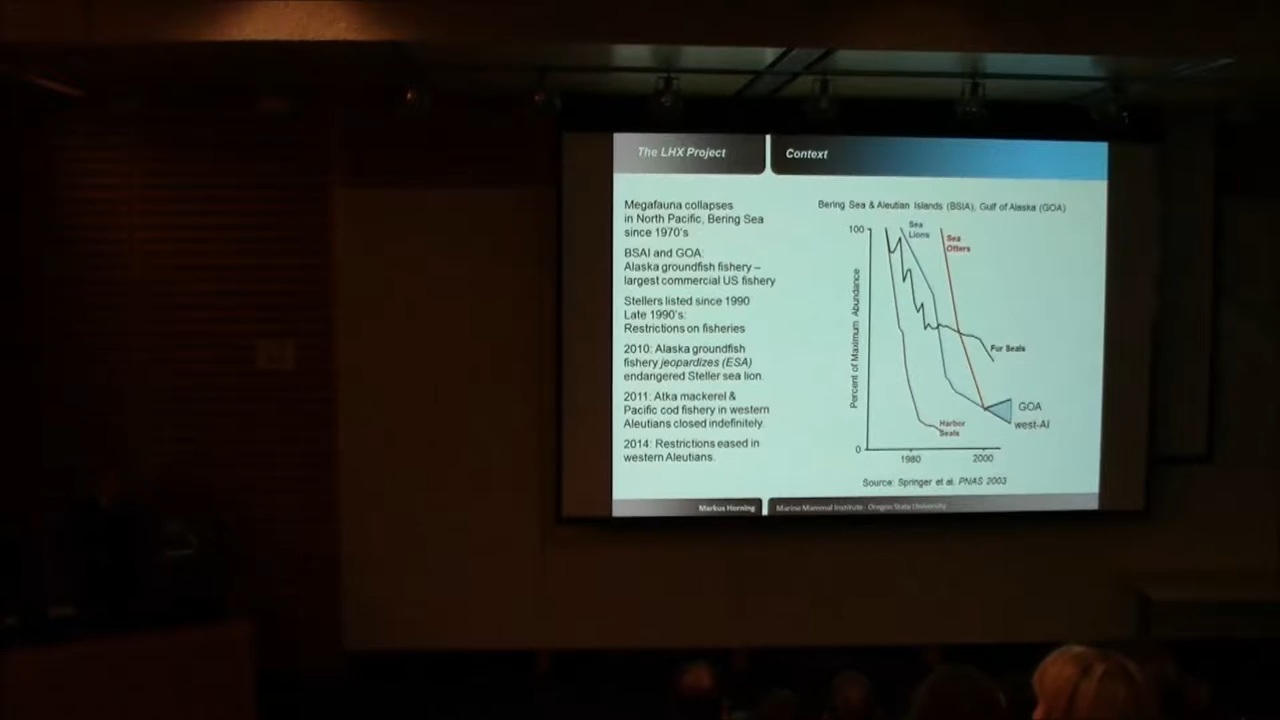 The LHX Project
Context
Megafauna collapses
in North Pacific, Bering Sea
since 1970's
BSAI and GOA:
Alaska groundfish fishery –
largest commercial US fishery
Stellers listed since 1990
Late 1990's:
Restrictions on fisheries
2010: Alaska groundfish
fishery jeopardizes (ESA)
endangered Steller sea lion.
2011: Atka mackerel &
Pacific cod fishery in western
Aleutians closed indefinitely.
2014: Restrictions eased in
western Aleutians.
Bering Sea & Aleutian Islands (BSIA), Gulf of Alaska (GOA)
Percent of Maximum Abundance
100
0
Sea
Lions
Sea
Otters
Fur Seals
GOA
west-AI
Harbor
Seals
1980
2000
Source: Springer et al. PNAS 2003
Markus Horning
Marine Mammal Institute - Oregon State University